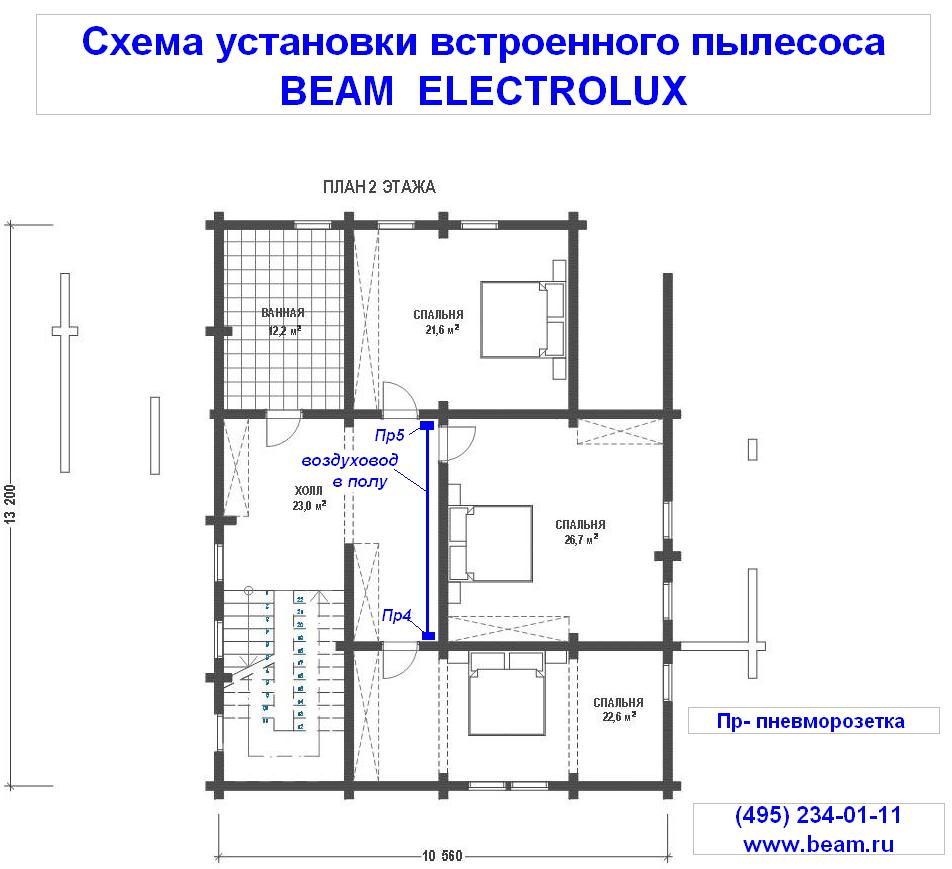 Схема установки встроенного пылесоса
BEAM ELECTROLUX
ПЛАН 2 ЭТАЖА
ВАННАЯ
12,2 м²
СПАЛЬНЯ
21,6 м²
Пр5
воздуховод
в полу
ХОЛЛ
23,0 м²
СПАЛЬНЯ
26,7 м²
13 200
Пр4
СПАЛЬНЯ
22,6 м²
Пр- пневморозетка
(495) 234-01-11
www.beam.ru
10 560